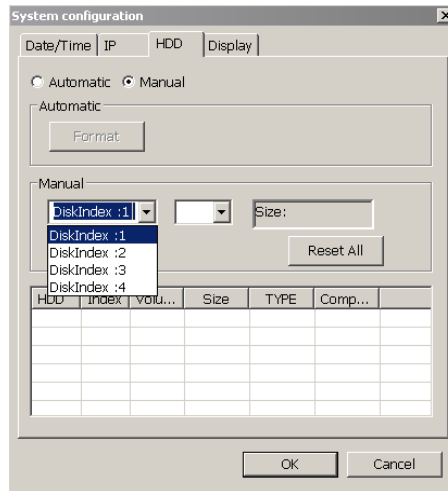 System configuration
Date/Time IP HDD Display
Automatic Manual
Automatic
Format
Manual
DiskIndex :1 Size:
DiskIndex :1
DiskIndex :2
Reset All
DiskIndex :3
DiskIndex :4
HDD Index Volu... Size TYPE Comp...
OK Cancel